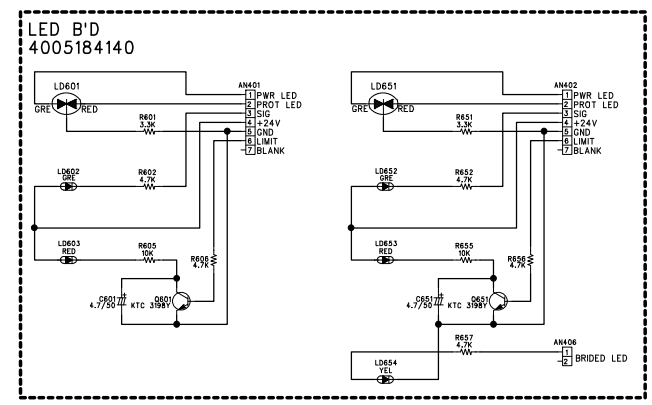 LED B'D
4005184140
LD601
GRE
RED
R601
3.3K
AN401
1 PWR LED
2 PROT LED
3 SIG
4 +24V
5 GND
6 LIMIT
7 BLANK
LD602
GRE
R602
4.7K
LD603
RED
R605
10K
R606
4.7K
C601
4.7/50
+
Q601
KTC 3198Y
LD651
GRE
RED
R651
3.3K
AN402
1 PWR LED
2 PROT LED
3 SIG
4 +24V
5 GND
6 LIMIT
7 BLANK
LD652
GRE
R652
4.7K
LD653
RED
R655
10K
R656
4.7K
C651
4.7/50
+
Q651
KTC 3198Y
R657
4.7K
LD654
YEL
AN406
1
2
BRIDED LED